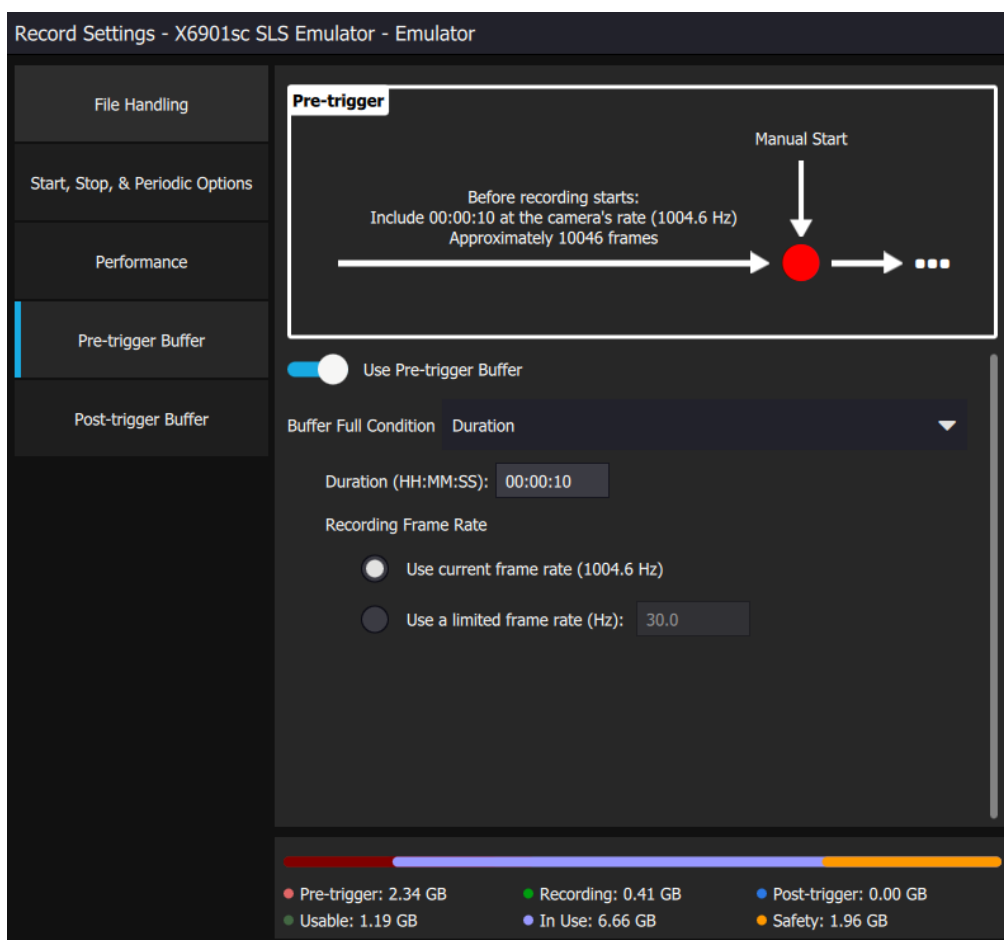 Record Settings - X6901sc SLS Emulator - Emulator
File Handling
Start, Stop, & Periodic Options
Performance
Pre-trigger Buffer
Post-trigger Buffer
Pre-trigger
Manual Start
Before recording starts:
Include 00:00:10 at the camera's rate (1004.6 Hz)
Approximately 10046 frames
Use Pre-trigger Buffer
Buffer Full Condition Duration
Duration (HH:MM:SS): 00:00:10
Recording Frame Rate
Use current frame rate (1004.6 Hz)
Use a limited frame rate (Hz): 30.0
Pre-trigger: 2.34 GB Recording: 0.41 GB Post-trigger: 0.00 GB
Usable: 1.19 GB In Use: 6.66 GB Safety: 1.96 GB